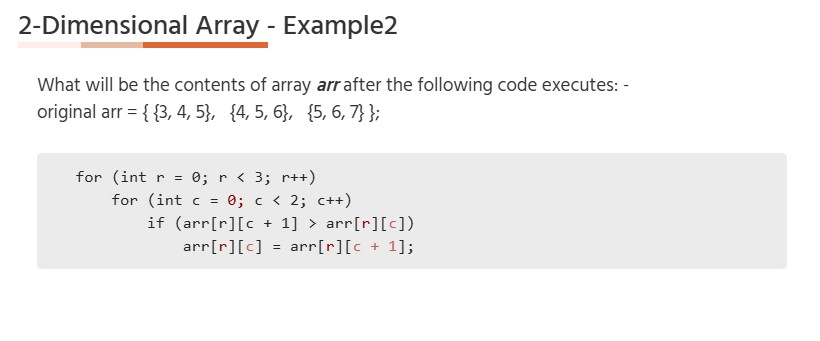 2-Dimensional Array - Example2
What will be the contents of array arr after the following code executes: -
original arr = { {3, 4, 5}, {4, 5, 6}, {5, 6, 7} };
for (int r = 0; r < 3; r++)
for (int c = 0; c < 2; c++)
if (arr[r][c + 1] > arr[r][c])
arr[r][c] = arr[r][c + 1];